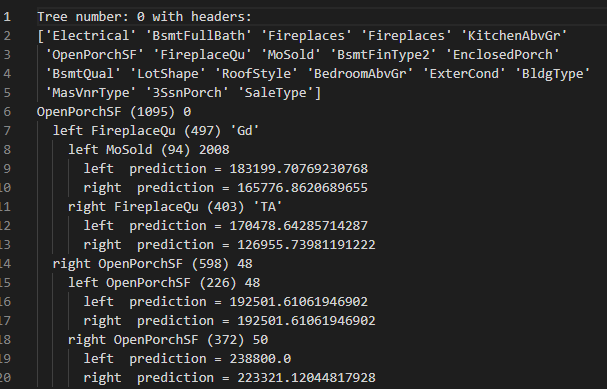 1 Tree number: 0 with headers:
2 ['Electrical' 'BsmtFullBath' 'Fireplaces' 'Fireplaces' 'KitchenAbvGr'
3 'OpenPorchSF' 'FireplaceQu' 'MoSold' 'BsmtFinType2' 'EnclosedPorch'
4 'BsmtQual' 'LotShape' 'RoofStyle' 'BedroomAbvGr' 'ExterCond' 'BldgType'
5 'MasVnrType' '3SsnPorch' 'SaleType']
6 OpenPorchSF (1095) 0
7 left FireplaceQu (497) 'Gd'
8 left MoSold (94) 2008
9 left prediction = 183199.70769230768
10 right prediction = 165776.8620689655
11 right FireplaceQu (403) 'TA'
12 left prediction = 170478.64285714287
13 right prediction = 126955.73981191222
14 right OpenPorchSF (598) 48
15 left OpenPorchSF (226) 48
16 left prediction = 192501.61061946902
17 right prediction = 192501.61061946902
18 right OpenPorchSF (372) 50
19 left prediction = 238800.0
20 right prediction = 223321.12044817928